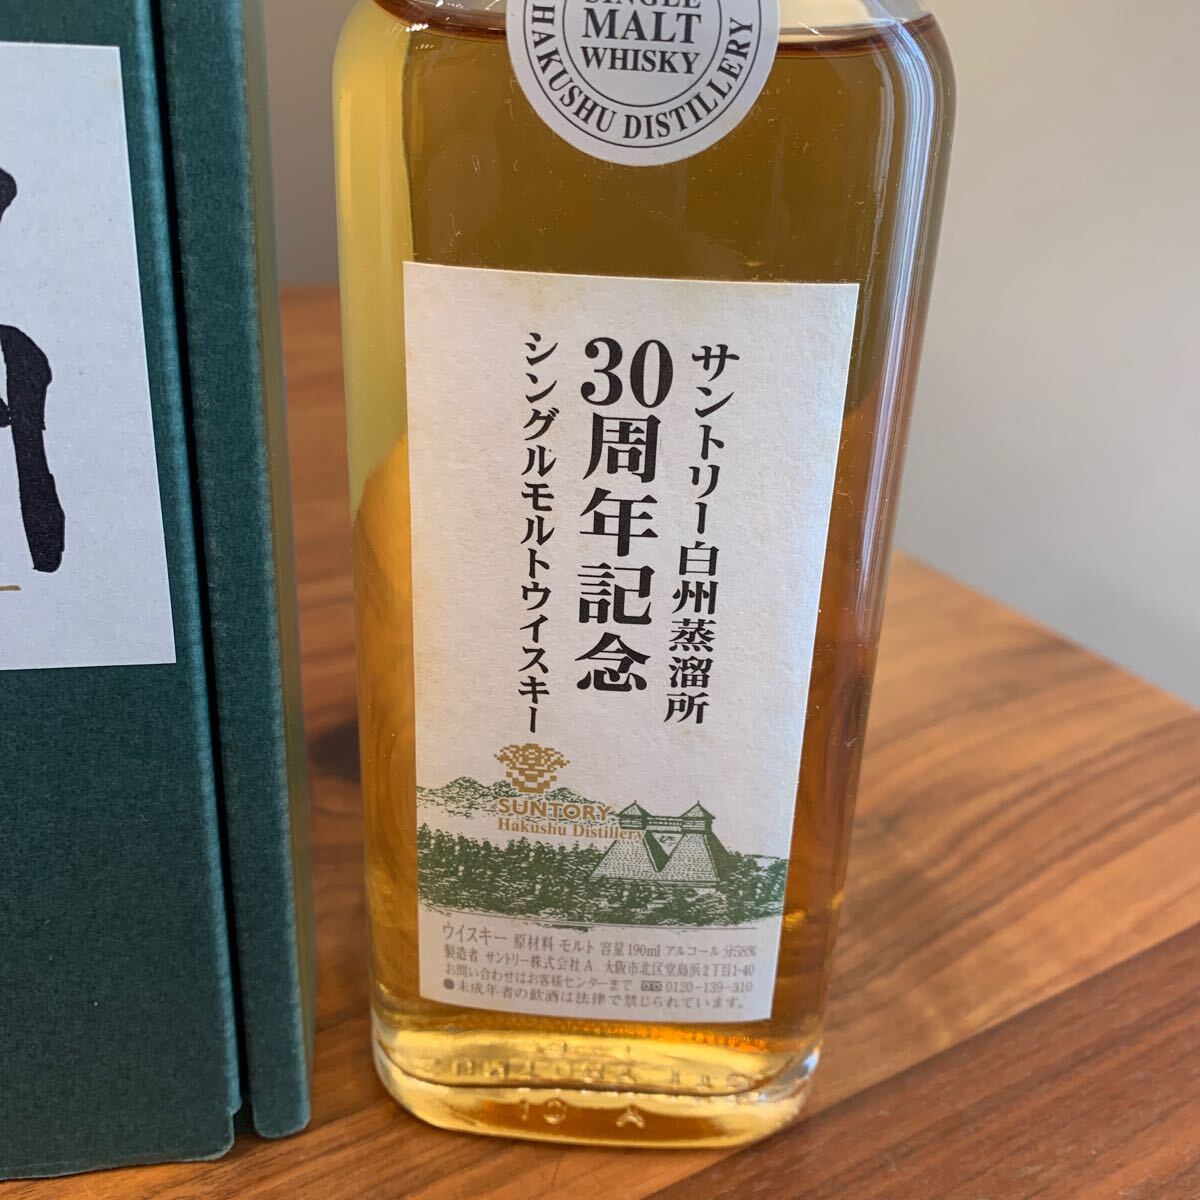 SINGLE
MALT
WHISKY
HAKUSHU DISTILLERY
サントリー白州蒸溜所
30周年記念
シングルモルトウイスキー
SUNTORY
Hakushu Distillery
ウイスキー 原材料 モルト 容量190ml アルコール分58%
製造者 サントリー株式会社A 大阪市北区堂島浜2丁目1-40
お問い合わせはお客様センターまで 0120-139-310
●未成年者の飲酒は法律で禁じられています。